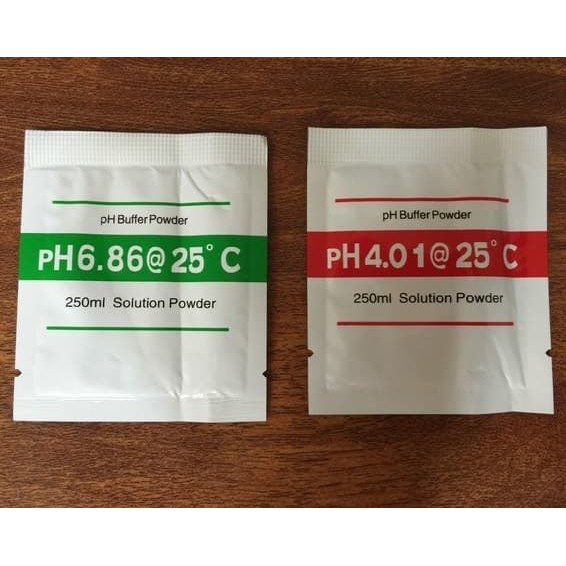 pH Buffer Powder
PH6.86@ 25°C
250ml Solution Powder
pH Buffer Powder
PH4.01@ 25°C
250ml Solution Powder